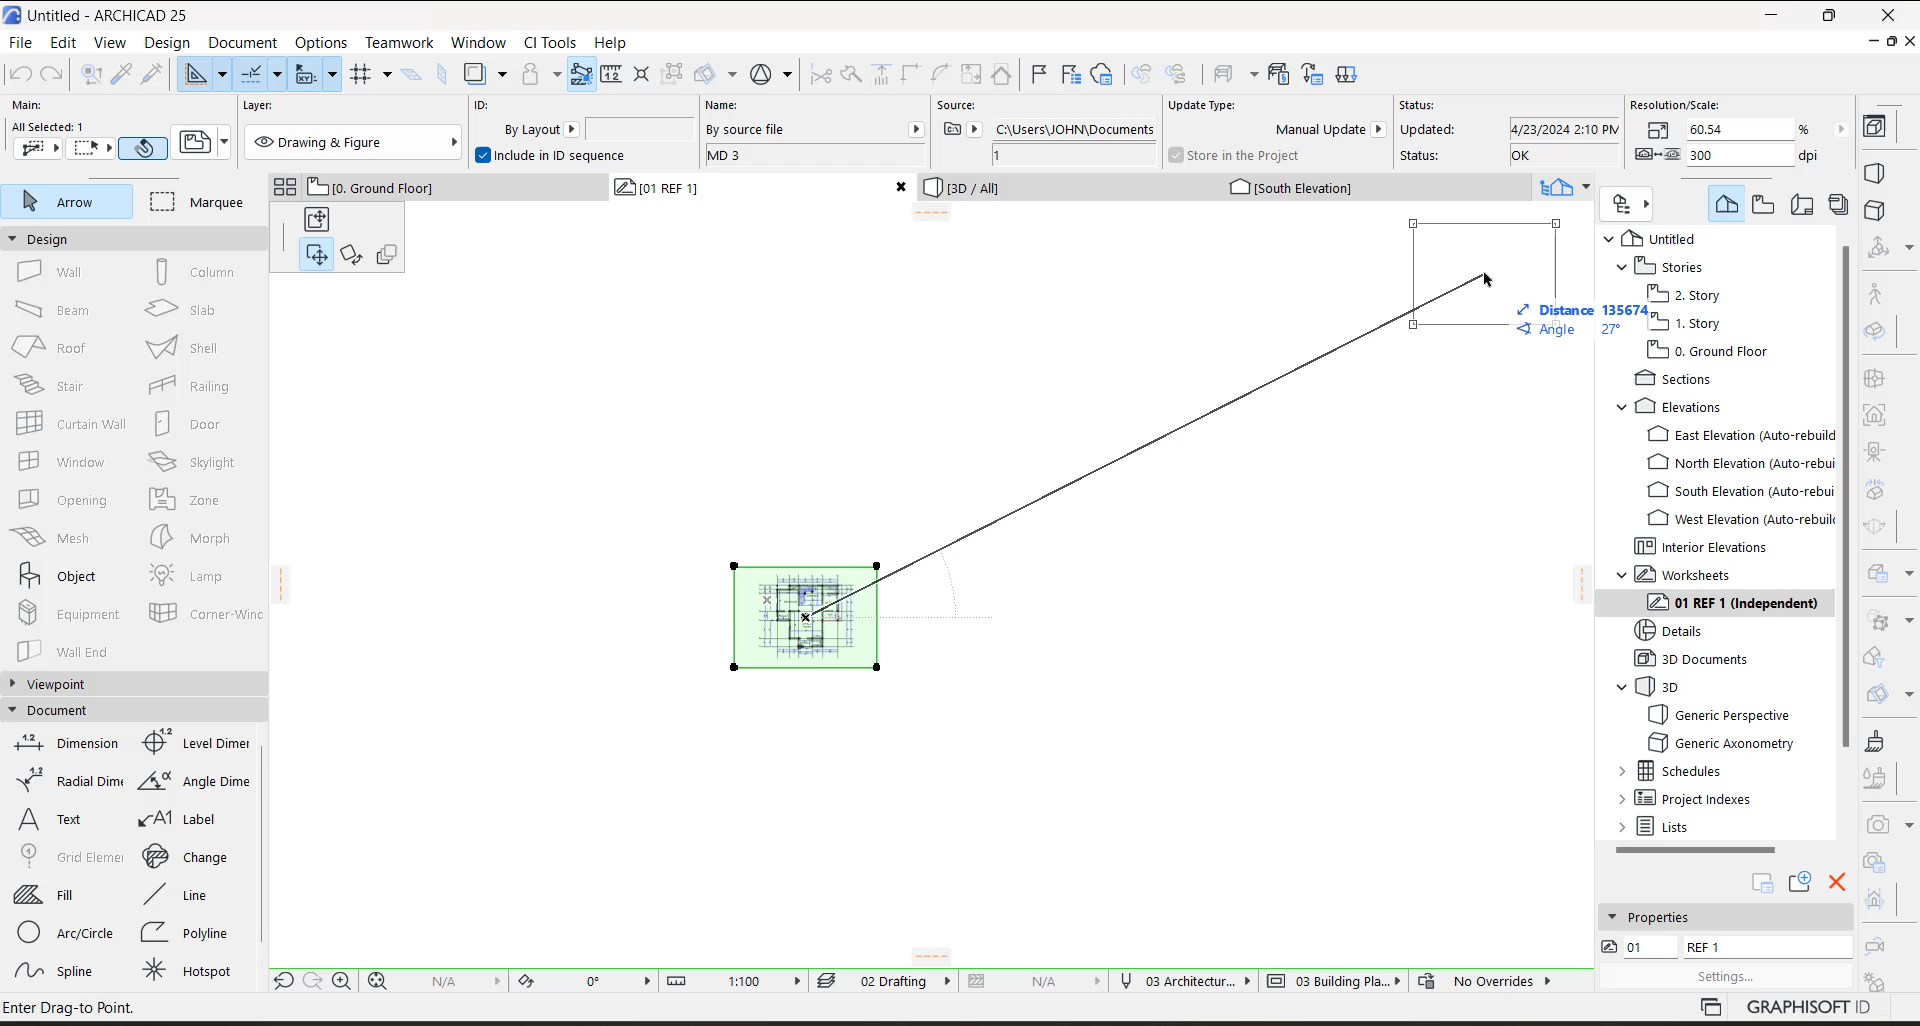 Untitled - ARCHICAD 25
File Edit View Design Document Options Teamwork Window CI Tools Help
Main:
All Selected: 1
Layer:
Drawing & Figure
ID:
By Layout
Include in ID sequence
Name:
By source file
MD 3
Source:
C:\Users\JOHN\Documents
1
Update Type:
Manual Update
Store in the Project
Status:
Updated: 4/23/2024 2:10 PM
Status: OK
Resolution/Scale:
60.54 %
300 dpi
Arrow Marquee
[0. Ground Floor] [01 REF 1] [3D / All] [South Elevation]
Design
Wall Column
Beam Slab
Roof Shell
Stair Railing
Curtain Wall Door
Window Skylight
Opening Zone
Mesh Morph
Object Lamp
Equipment Corner-Winc
Wall End
Viewpoint
Document
Dimension Level Dimer
Radial Dime Angle Dime
Text Label
Grid Elemer Change
Fill Line
Arc/Circle Polyline
Spline Hotspot
Distance 135674
Angle 27°
Untitled
Stories
2. Story
1. Story
0. Ground Floor
Sections
Elevations
East Elevation (Auto-rebuild
North Elevation (Auto-rebui
South Elevation (Auto-rebui
West Elevation (Auto-rebuild
Interior Elevations
Worksheets
01 REF 1 (Independent)
Details
3D Documents
3D
Generic Perspective
Generic Axonometry
Schedules
Project Indexes
Lists
Properties
01 REF 1
Settings...
N/A 0° 1:100 02 Drafting N/A 03 Architectur... 03 Building Pla... No Overrides
Enter Drag-to Point.
GRAPHISOFT ID